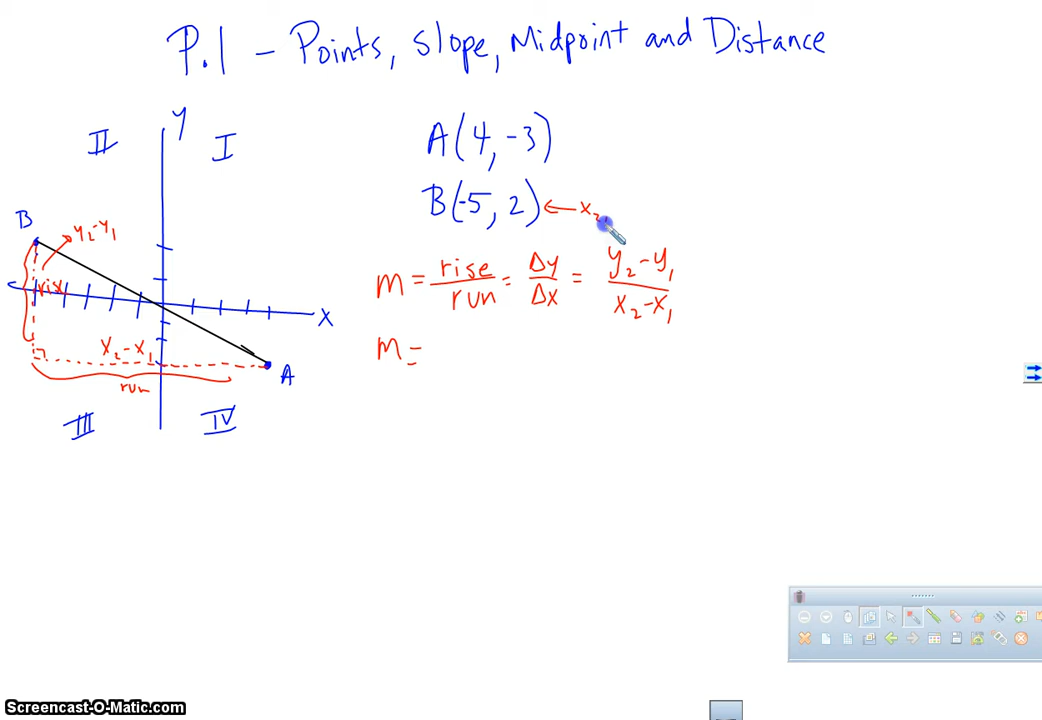 P.1 – Points, Slope, Midpoint and Distance
Y
II
I
A(4, -3)
B(-5, 2) ← x₂,
B
y₂-y₁
m = rise/run = Δy/Δx = y₂-y₁/x₂-x₁
X
x₂-x₁
m =
A
run
III
IV
Screencast-O-Matic.com